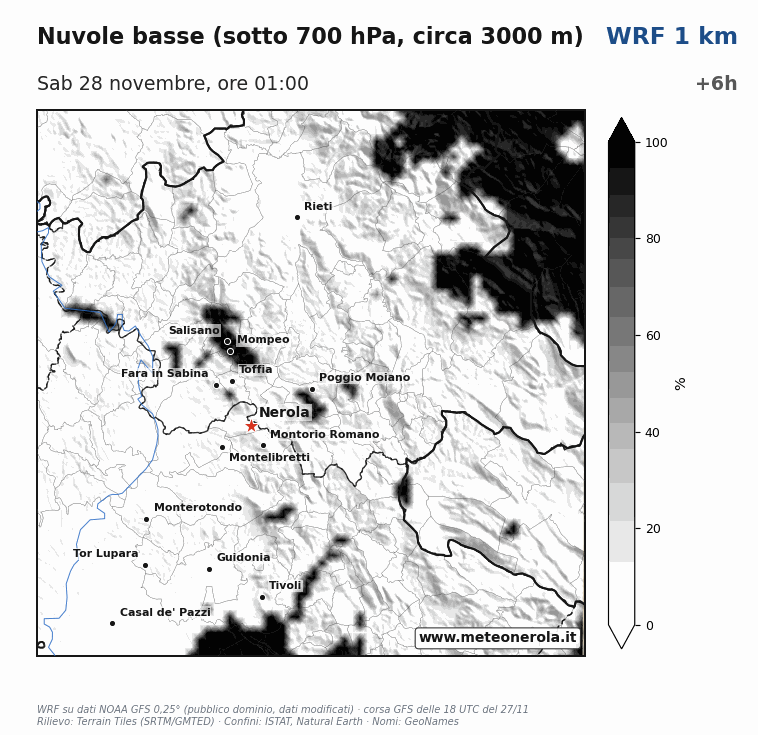 Nuvole basse (sotto 700 hPa, circa 3000 m) WRF 1 km
Sab 28 novembre, ore 01:00 +6h
Rieti
Salisano
Mompeo
Fara in Sabina
Toffia
Poggio Moiano
Nerola
Montorio Romano
Montelibretti
Monterotondo
Tor Lupara
Guidonia
Tivoli
Casal de' Pazzi
www.meteonerola.it
100
80
60
40
20
0
%
WRF su dati NOAA GFS 0,25° (pubblico dominio, dati modificati) · corsa GFS delle 18 UTC del 27/11
Rilievo: Terrain Tiles (SRTM/GMTED) · Confini: ISTAT, Natural Earth · Nomi: GeoNames